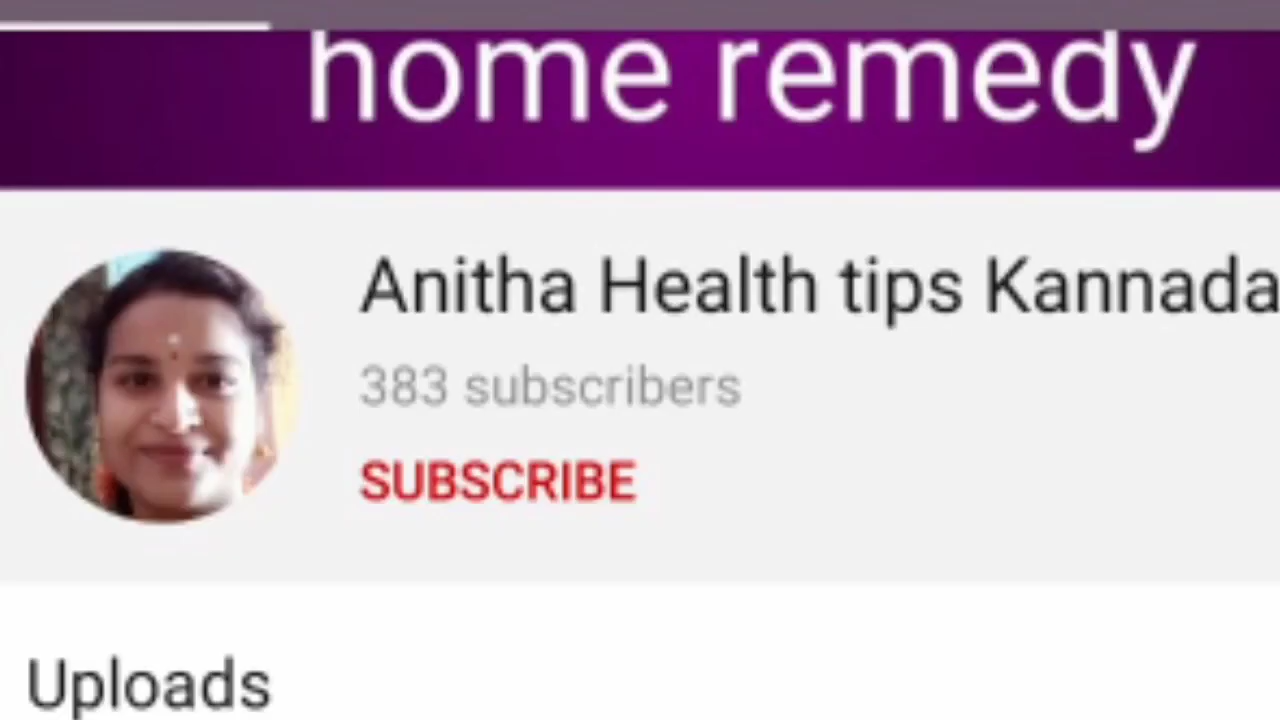 home remedy
Anitha Health tips Kannada
383 subscribers
SUBSCRIBE
Uploads